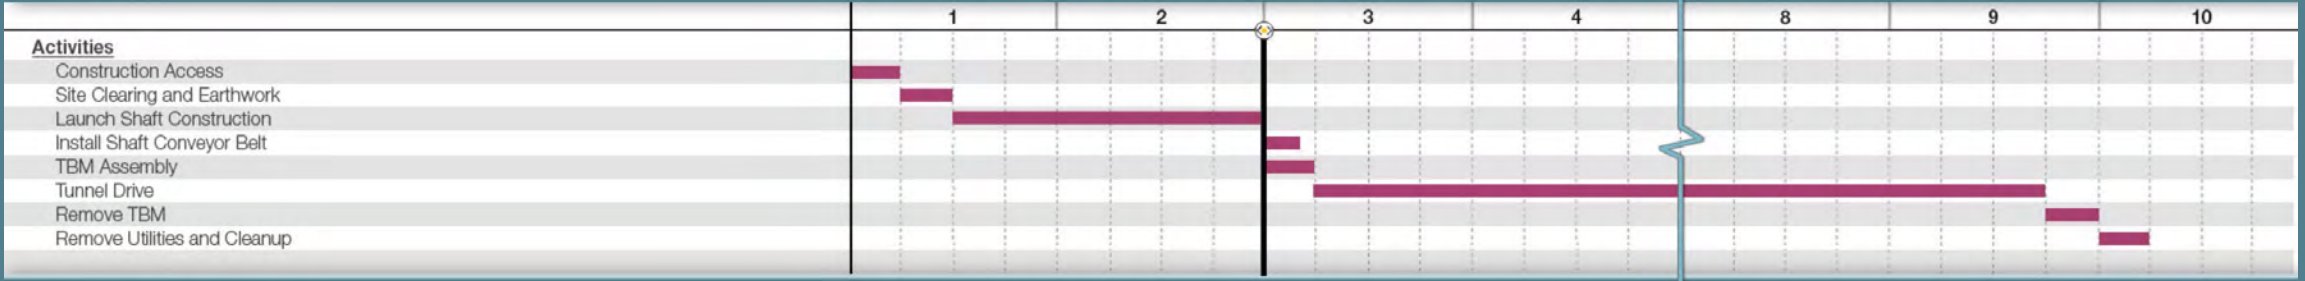 1 2 3 4 8 9 10
Activities
Construction Access
Site Clearing and Earthwork
Launch Shaft Construction
Install Shaft Conveyor Belt
TBM Assembly
Tunnel Drive
Remove TBM
Remove Utilities and Cleanup